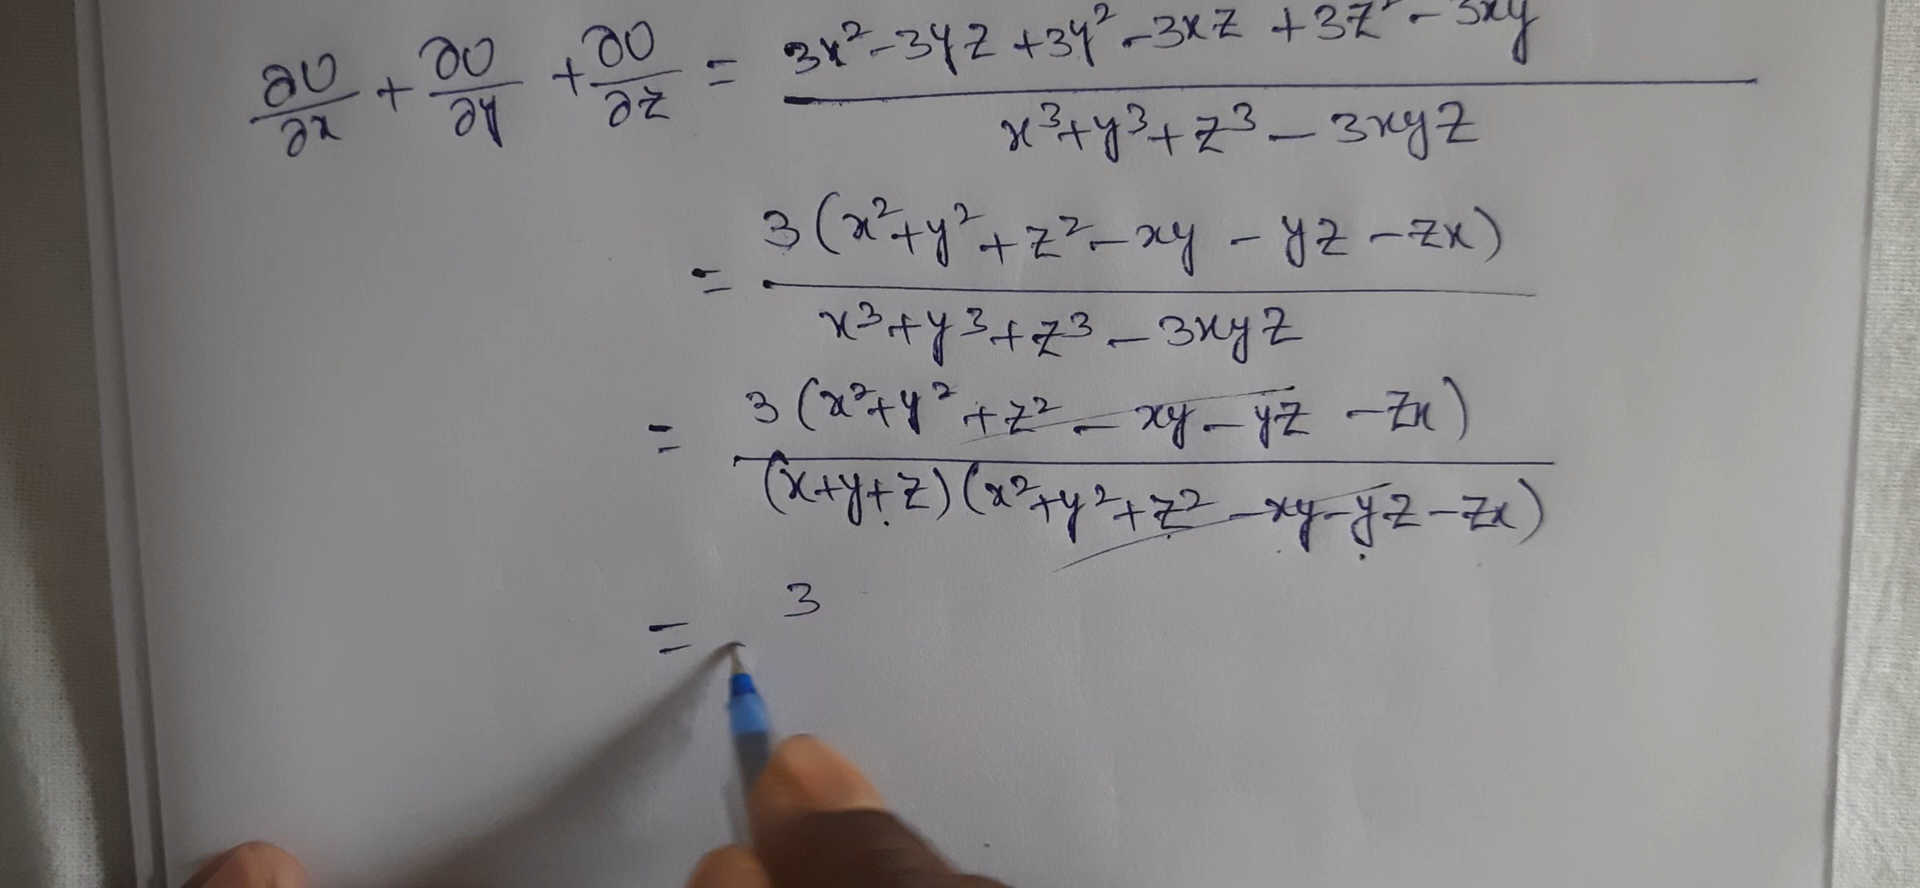 ∂U/∂x + ∂U/∂y + ∂U/∂z = (3x² - 3yz + 3y² - 3xz + 3z² - 3xy)/(x³ + y³ + z³ - 3xyz)
= 3(x² + y² + z² - xy - yz - zx)/(x³ + y³ + z³ - 3xyz)
= 3(x² + y² + z² - xy - yz - zx)/((x+y+z)(x² + y² + z² - xy - yz - zx))
= 3